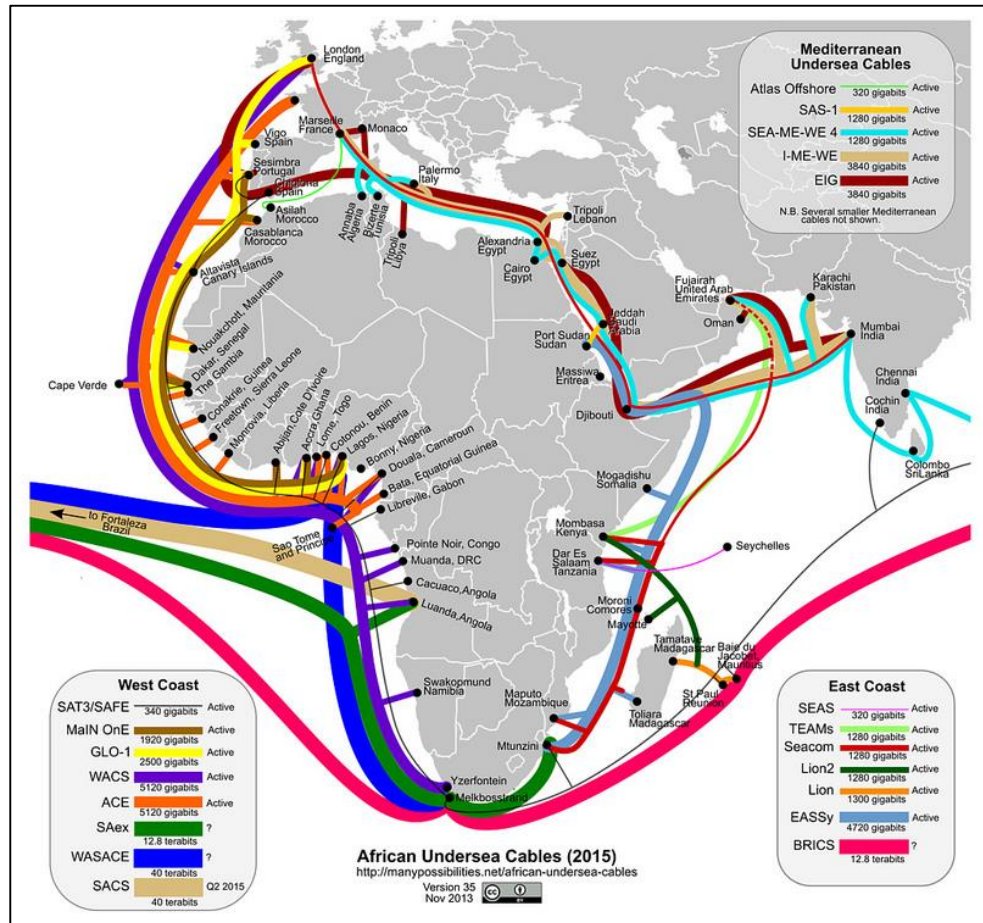 London
England
Marseille
France
Monaco
Vigo
Spain
Sesimbra
Portugal
Chipiona
Spain
Asilah
Morocco
Casablanca
Morocco
Annaba
Algeria
Bizerte
Tunisia
Palermo
Italy
Tripoli
Libya
Tripoli
Lebanon
Alexandria
Egypt
Cairo
Egypt
Suez
Egypt
Altavista
Canary Islands
Jeddah
Saudi
Arabia
Port Sudan
Sudan
Massiwa
Eritrea
Djibouti
Fujairah
United Arab
Emirates
Oman
Karachi
Pakistan
Mumbai
India
Chennai
India
Cochin
India
Colombo
SriLanka
Nouakchott, Mauritania
Dakar, Senegal
The Gambia
Cape Verde
Conakrie, Guinea
Freetown, Sierra Leone
Monrovia, Liberia
Abijan,Cote D'Ivoire
Accra,Ghana
Lome, Togo
Cotonou, Benin
Lagos, Nigeria
Bonny, Nigeria
Douala, Cameroun
Bata, Equatorial Guinea
Libreville, Gabon
Sao Tome
and Principe
to Fortaleza
Brazil
Pointe Noir, Congo
Muanda, DRC
Cacuaco,Angola
Luanda,Angola
Swakopmund
Namibia
Mogadishu
Somalia
Mombasa
Kenya
Dar Es
Salaam
Tanzania
Seychelles
Moroni
Comores
Mayotte
Tamatave
Madagascar
Baie du
Jacobet,
Mauritius
St.Paul
Reunion
Toliara
Madagascar
Maputo
Mozambique
Mtunzini
Yzerfontein
Melkbosstrand
Mediterranean
Undersea Cables
Atlas Offshore 320 gigabits Active
SAS-1 1280 gigabits Active
SEA-ME-WE 4 1280 gigabits Active
I-ME-WE 3840 gigabits Active
EIG 3840 gigabits Active
N.B. Several smaller Mediterranean
cables not shown.
West Coast
SAT3/SAFE 340 gigabits Active
MaIN OnE 1920 gigabits Active
GLO-1 2500 gigabits Active
WACS 5120 gigabits Active
ACE 5120 gigabits Active
SAex 12.8 terabits ?
WASACE 40 terabits ?
SACS 40 terabits Q2 2015
East Coast
SEAS 320 gigabits Active
TEAMs 1280 gigabits Active
Seacom 1280 gigabits Active
Lion2 1280 gigabits Active
Lion 1300 gigabits Active
EASSy 4720 gigabits Active
BRICS 12.8 terabits ?
African Undersea Cables (2015)
http://manypossibilities.net/african-undersea-cables
Version 35
Nov 2013
cc
BY